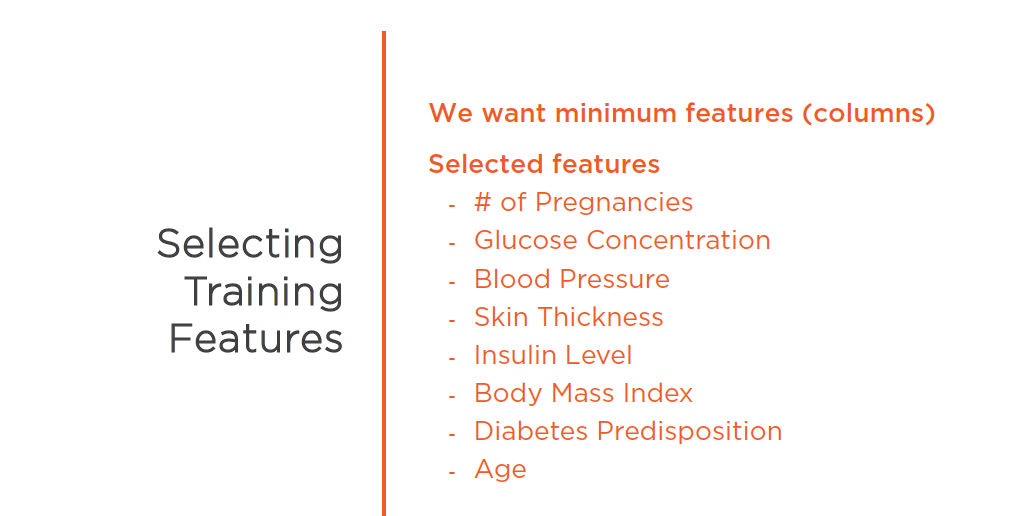 Selecting
Training
Features
We want minimum features (columns)
Selected features
- # of Pregnancies
- Glucose Concentration
- Blood Pressure
- Skin Thickness
- Insulin Level
- Body Mass Index
- Diabetes Predisposition
- Age